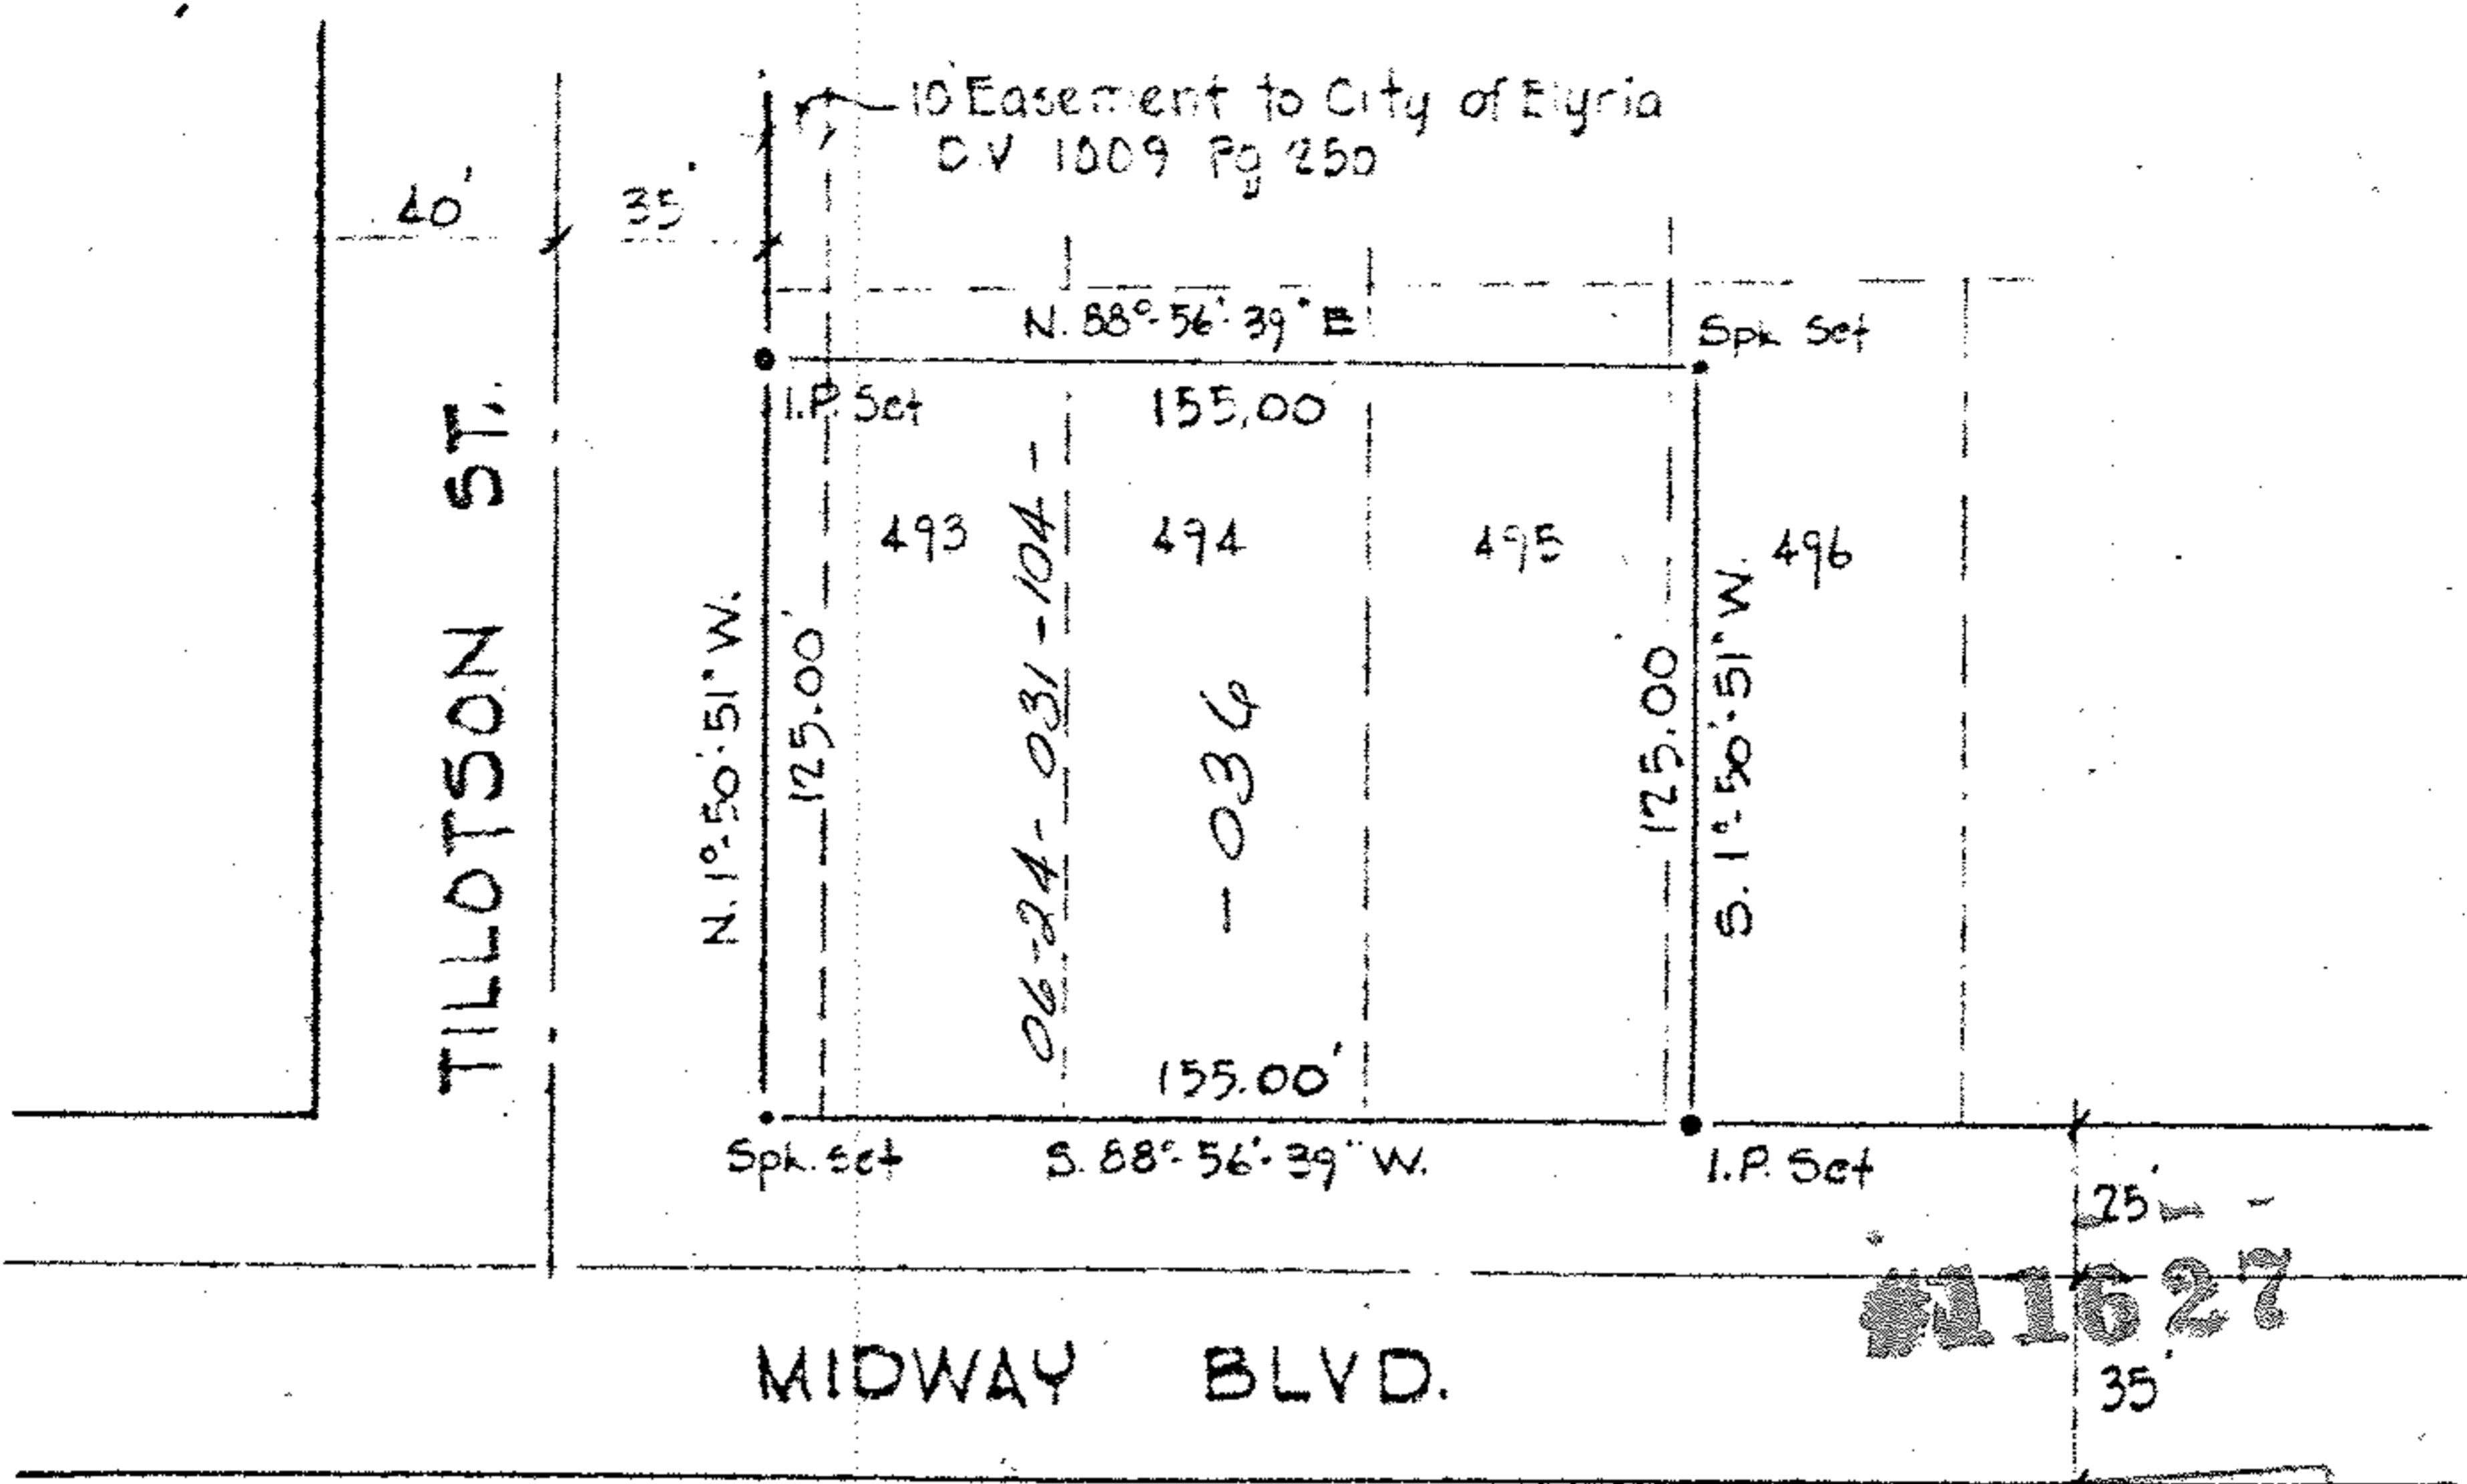 10' Easement to City of Elyria
O.V 1009 Pg 250
40'
35'
N. 88°-56'-39" E
Spk Set
I.P. Set
155.00'
TILLOTSON ST.
493
494
495
496
N. 1°-50'-51" W.
125.00'
06-24-031-104-
-036
125.00
S. 1°-50'-51" W.
155.00'
Spk. Set
S. 88°-56'-39" W.
I.P. Set
25'
#11627
MIDWAY BLVD.
35'